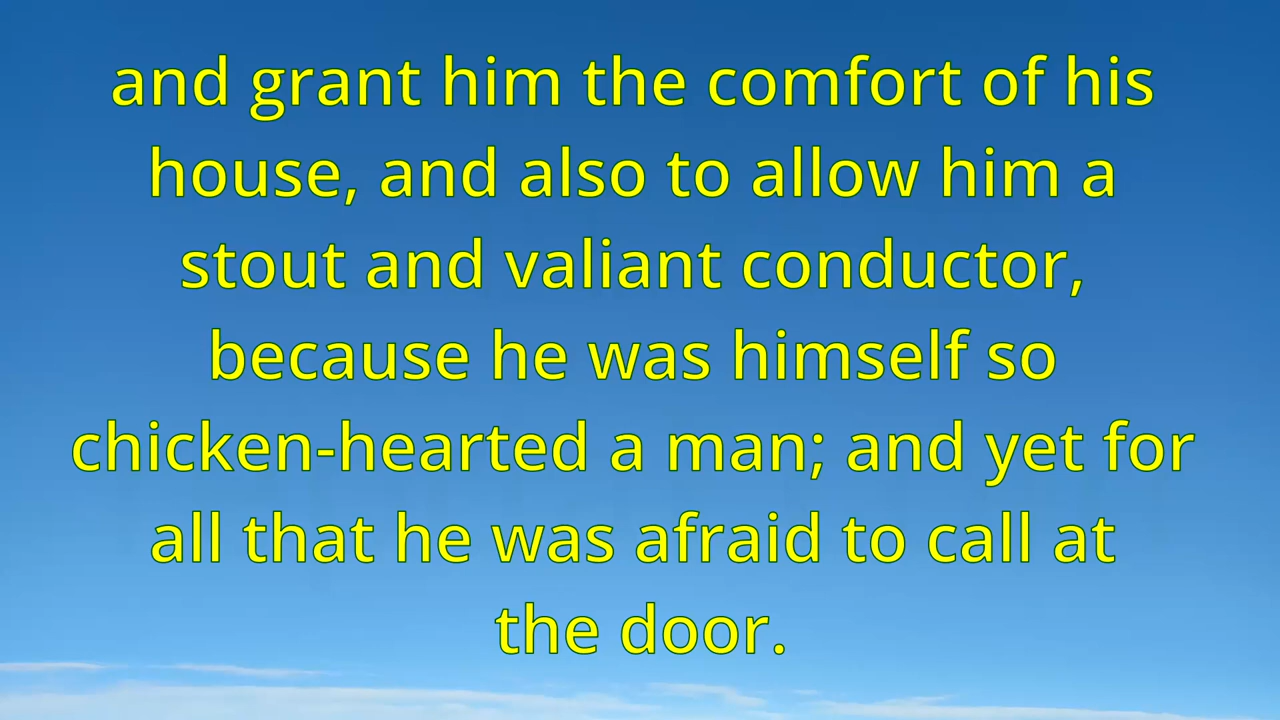 and grant him the comfort of his
house, and also to allow him a
stout and valiant conductor,
because he was himself so
chicken-hearted a man; and yet for
all that he was afraid to call at
the door.